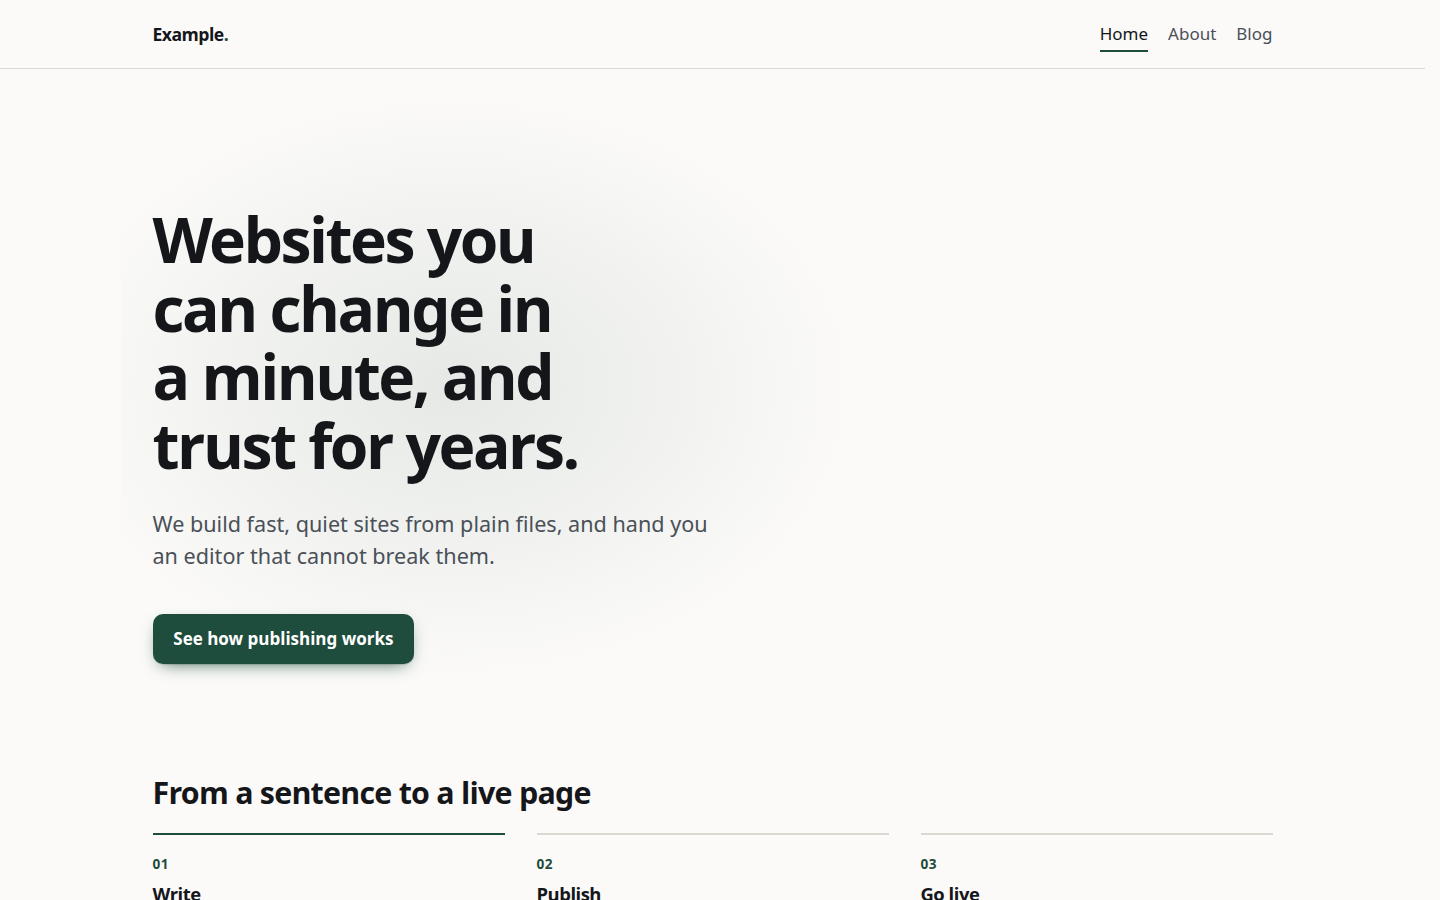 Example.
Home About Blog
Websites you
can change in
a minute, and
trust for years.
We build fast, quiet sites from plain files, and hand you
an editor that cannot break them.
See how publishing works
From a sentence to a live page
01
Write
02
Publish
03
Go live